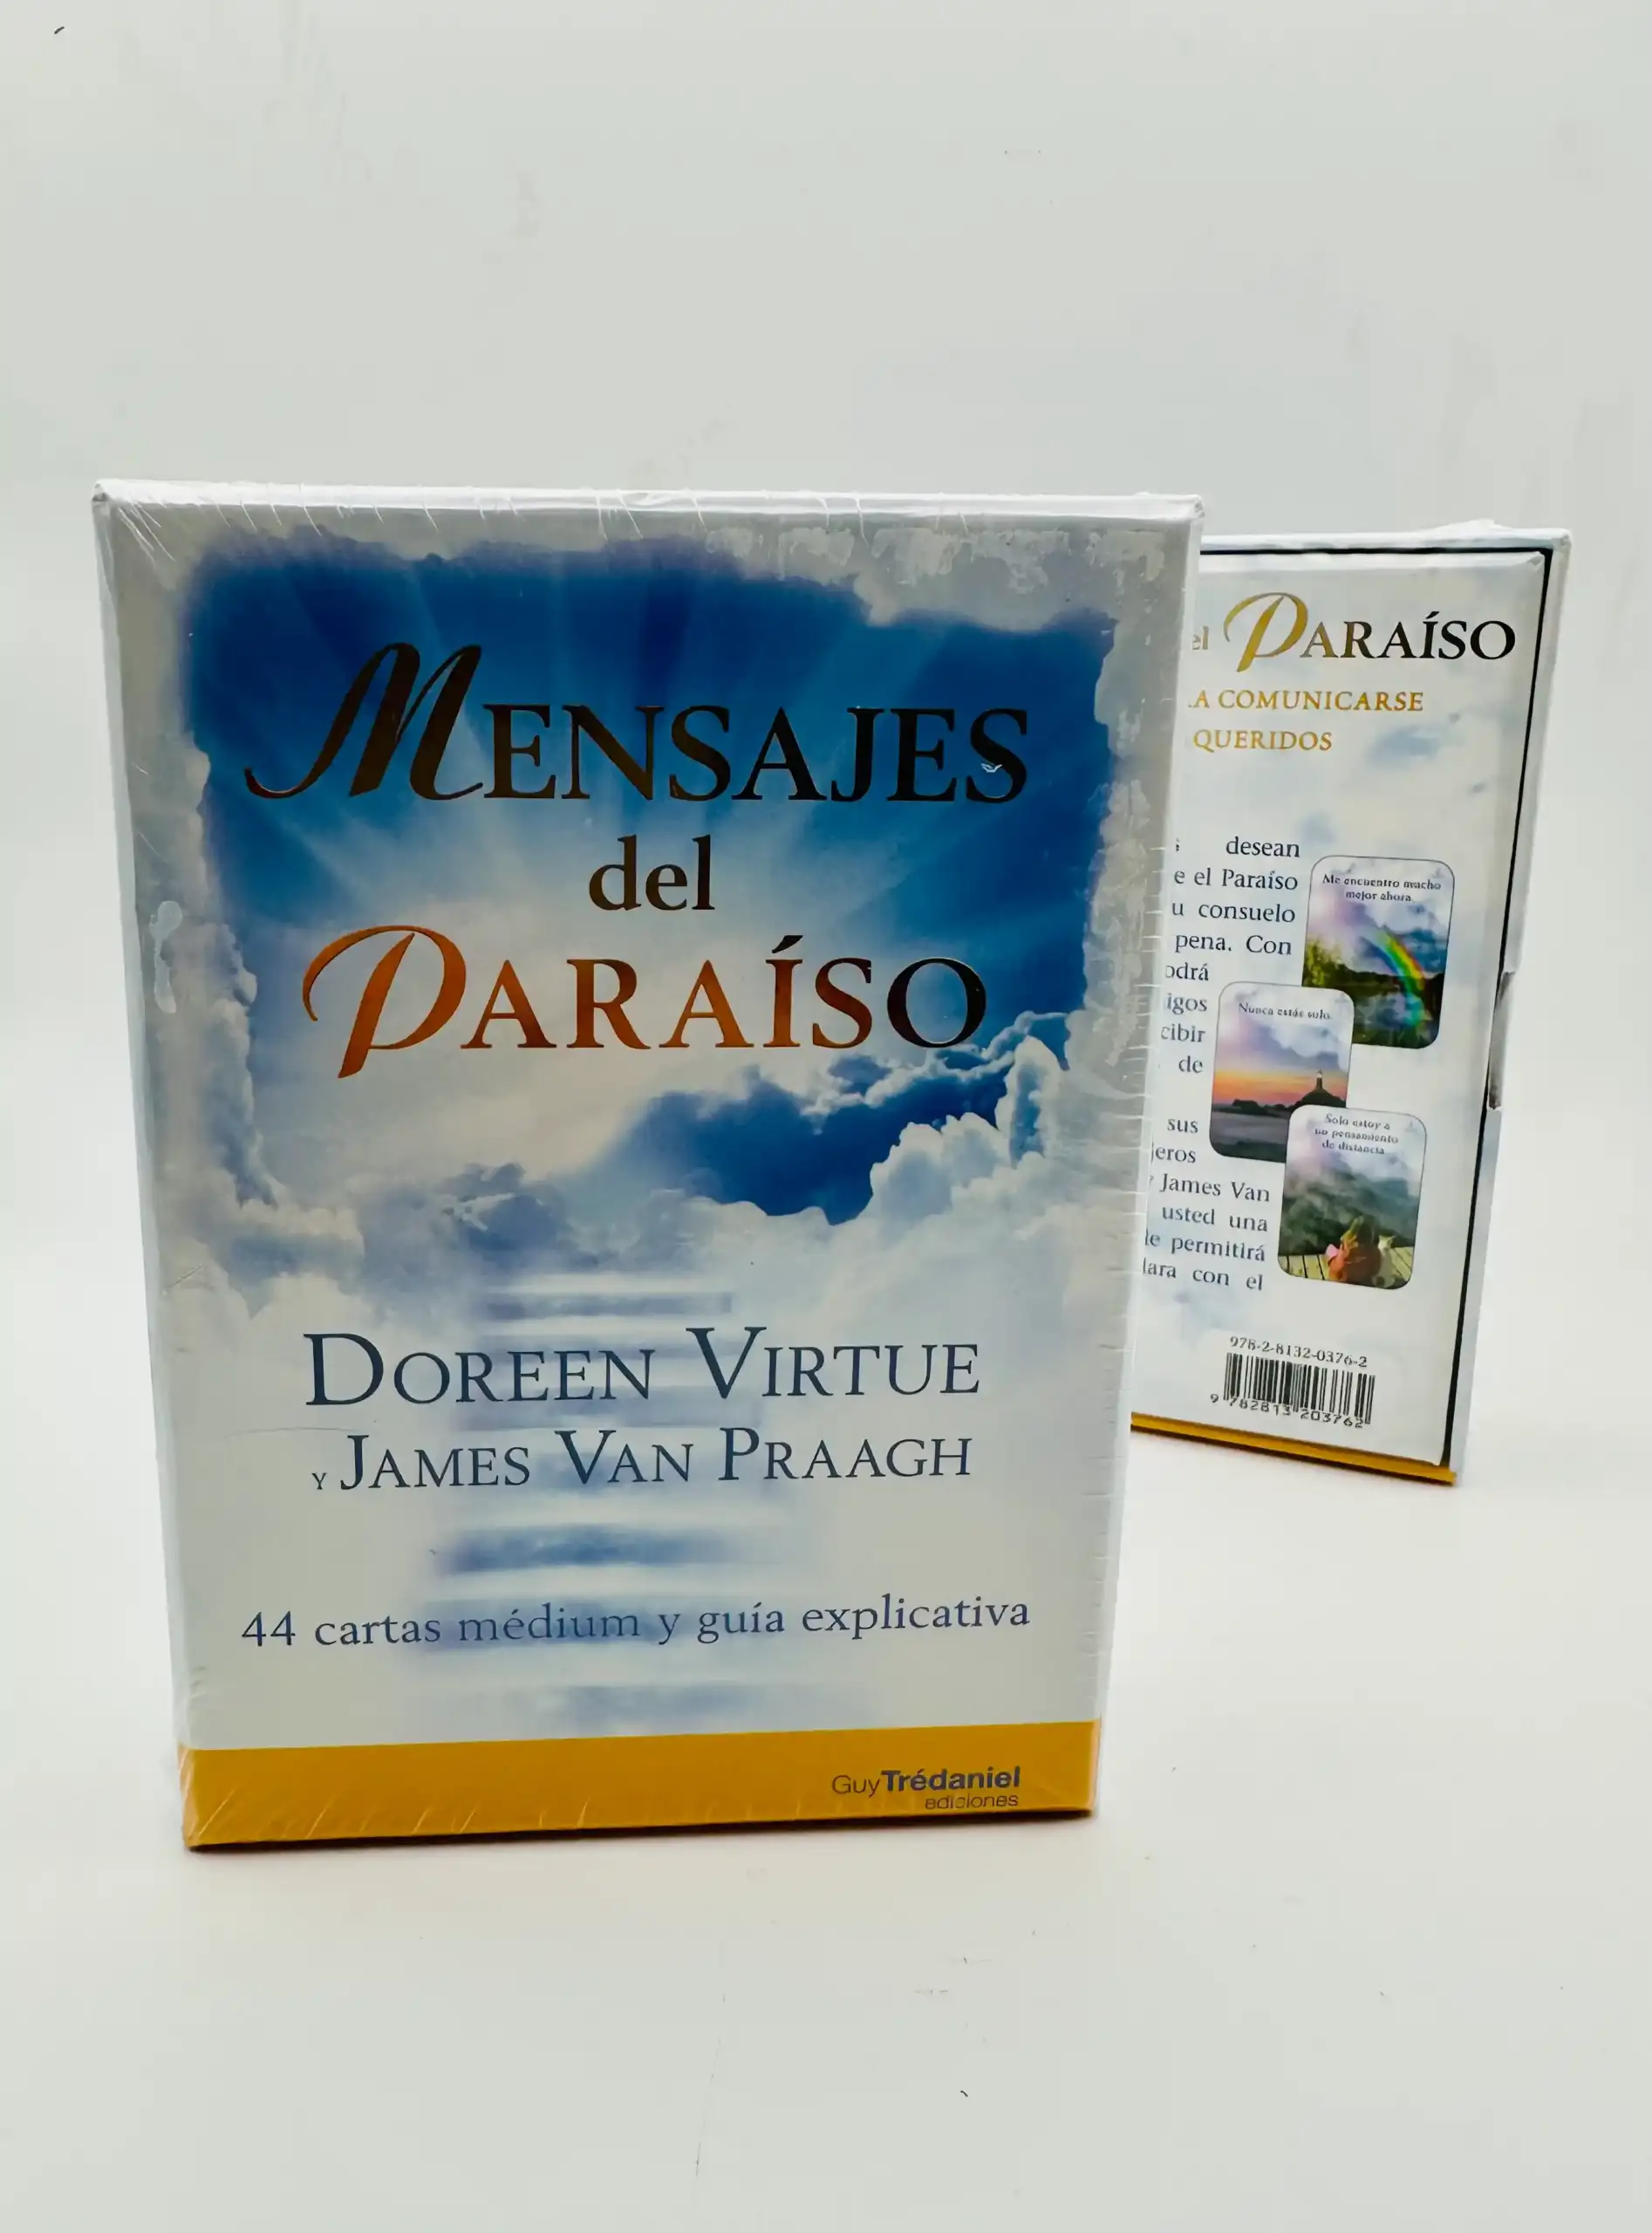 MENSAJES
del
PARAÍSO
DOREEN VIRTUE
Y JAMES VAN PRAAGH
44 cartas médium y guía explicativa
GuyTrédaniel
ediciones
el PARAÍSO
A COMUNICARSE
QUERIDOS
desean
e el Paraíso
u consuelo
pena. Con
odrá
igos
cibir
de
sus
jeros
y James Van
usted una
le permitirá
lara con el
Me encuentro mucho
mejor ahora.
Nunca estás solo.
Solo estoy a
un pensamiento
de distancia
978-2-8132-0376-2
9 782813 203762